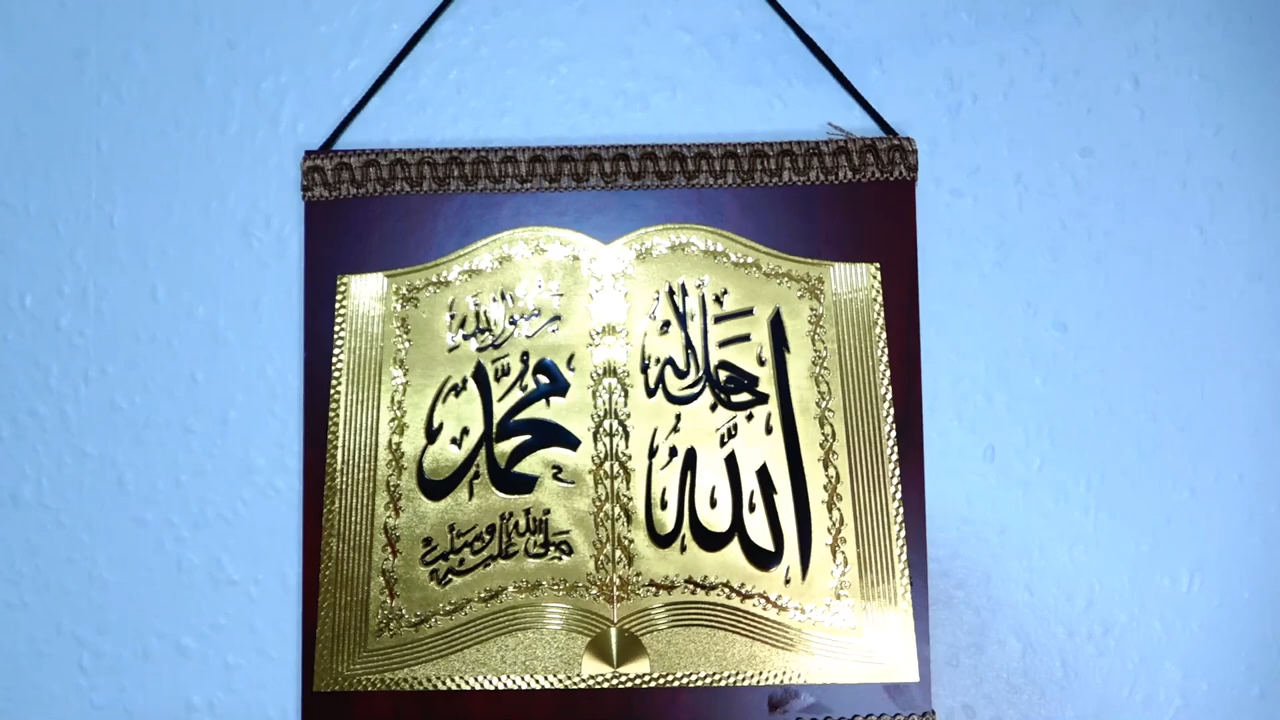 جل جلاله
الله
رسول الله
محمد
صلى الله عليه وسلم